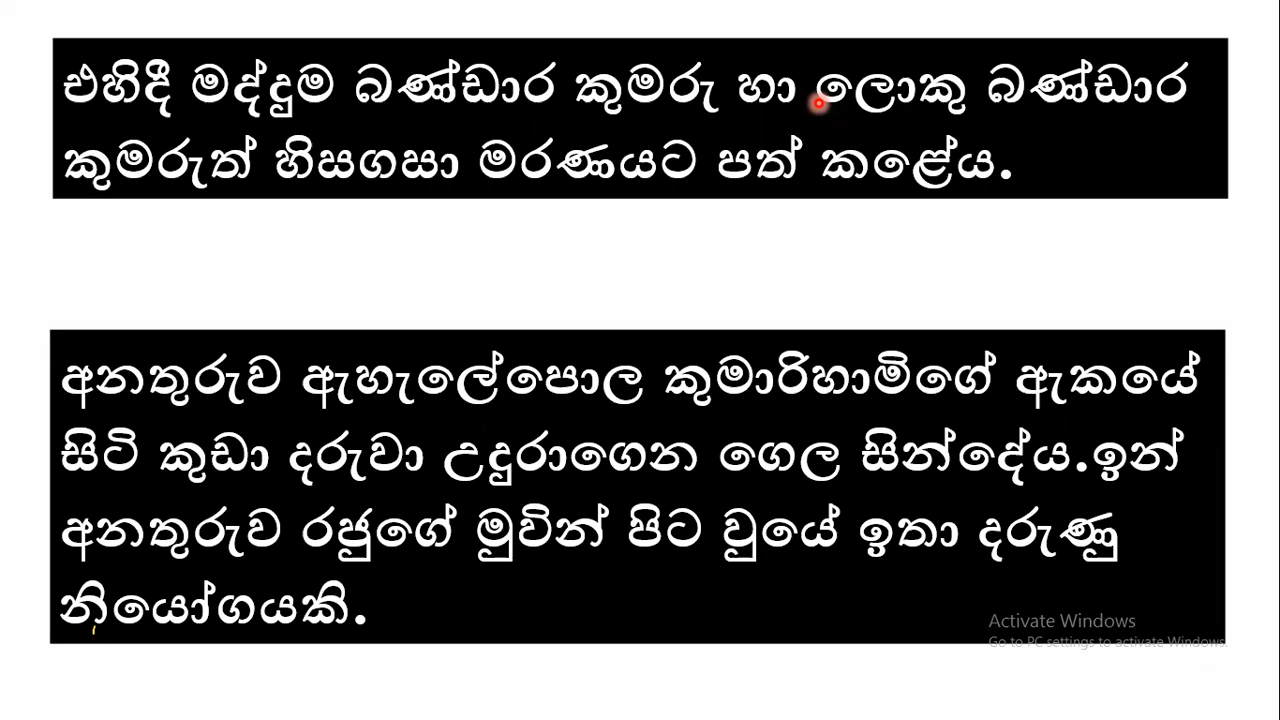 එහිදී මද්දුම බණ්ඩාර කුමරු හා ලොකු බණ්ඩාර
කුමරුත් හිසගසා මරණයට පත් කළේය.
අනතුරුව ඇහැලේපොල කුමාරිහාමිගේ ඇකයේ
සිටි කුඩා දරුවා උදුරාගෙන ගෙල සින්දේය.ඉන්
අනතුරුව රජුගේ මුවින් පිට වුයේ ඉතා දරුණු
නියෝගයකි.
Activate Windows
Go to PC settings to activate Windows.